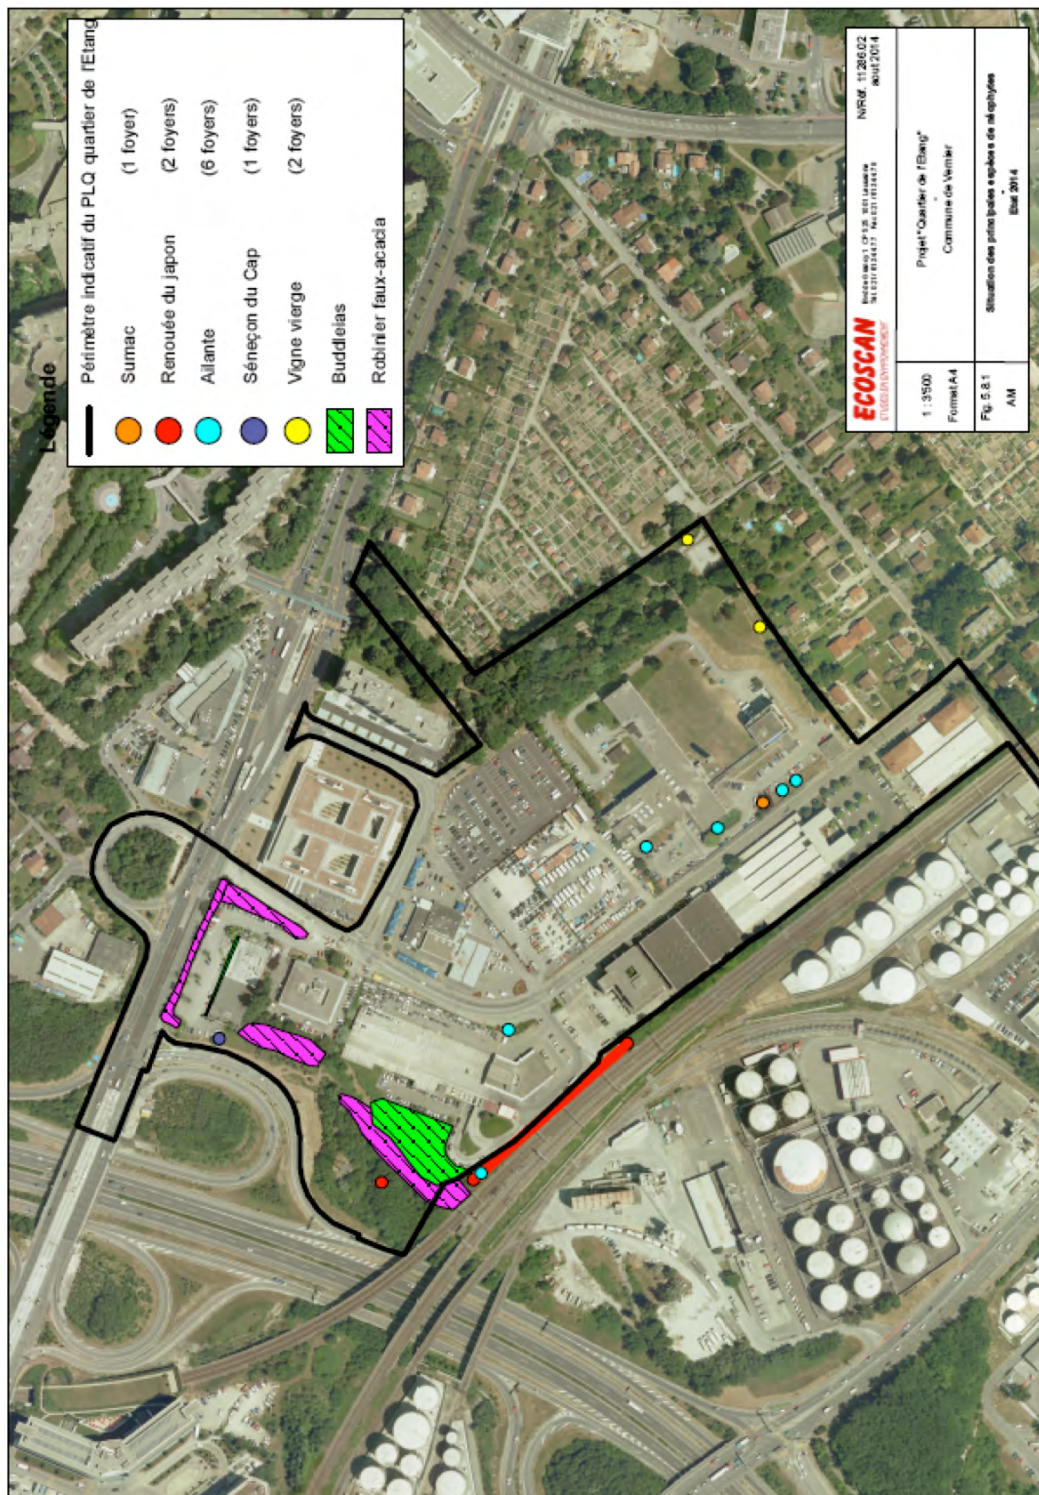 Légende
Périmètre indicatif du PLQ quartier de l'Etang
Sumac (1 foyer)
Renouée du japon (2 foyers)
Ailante (6 foyers)
Séneçon du Cap (1 foyers)
Vigne vierge (2 foyers)
Buddleias
Robinier faux-acacia
ECOSCAN
ETUDES EN ENVIRONNEMENT
N/Réf. 11286.02
août 2014
1 : 3'500
Format A4
Projet "Quartier de l'Etang"
-
Commune de Vernier
Fig. 5.8.1
AM
Situation des principales espèces de néophytes
-
Etat 2014